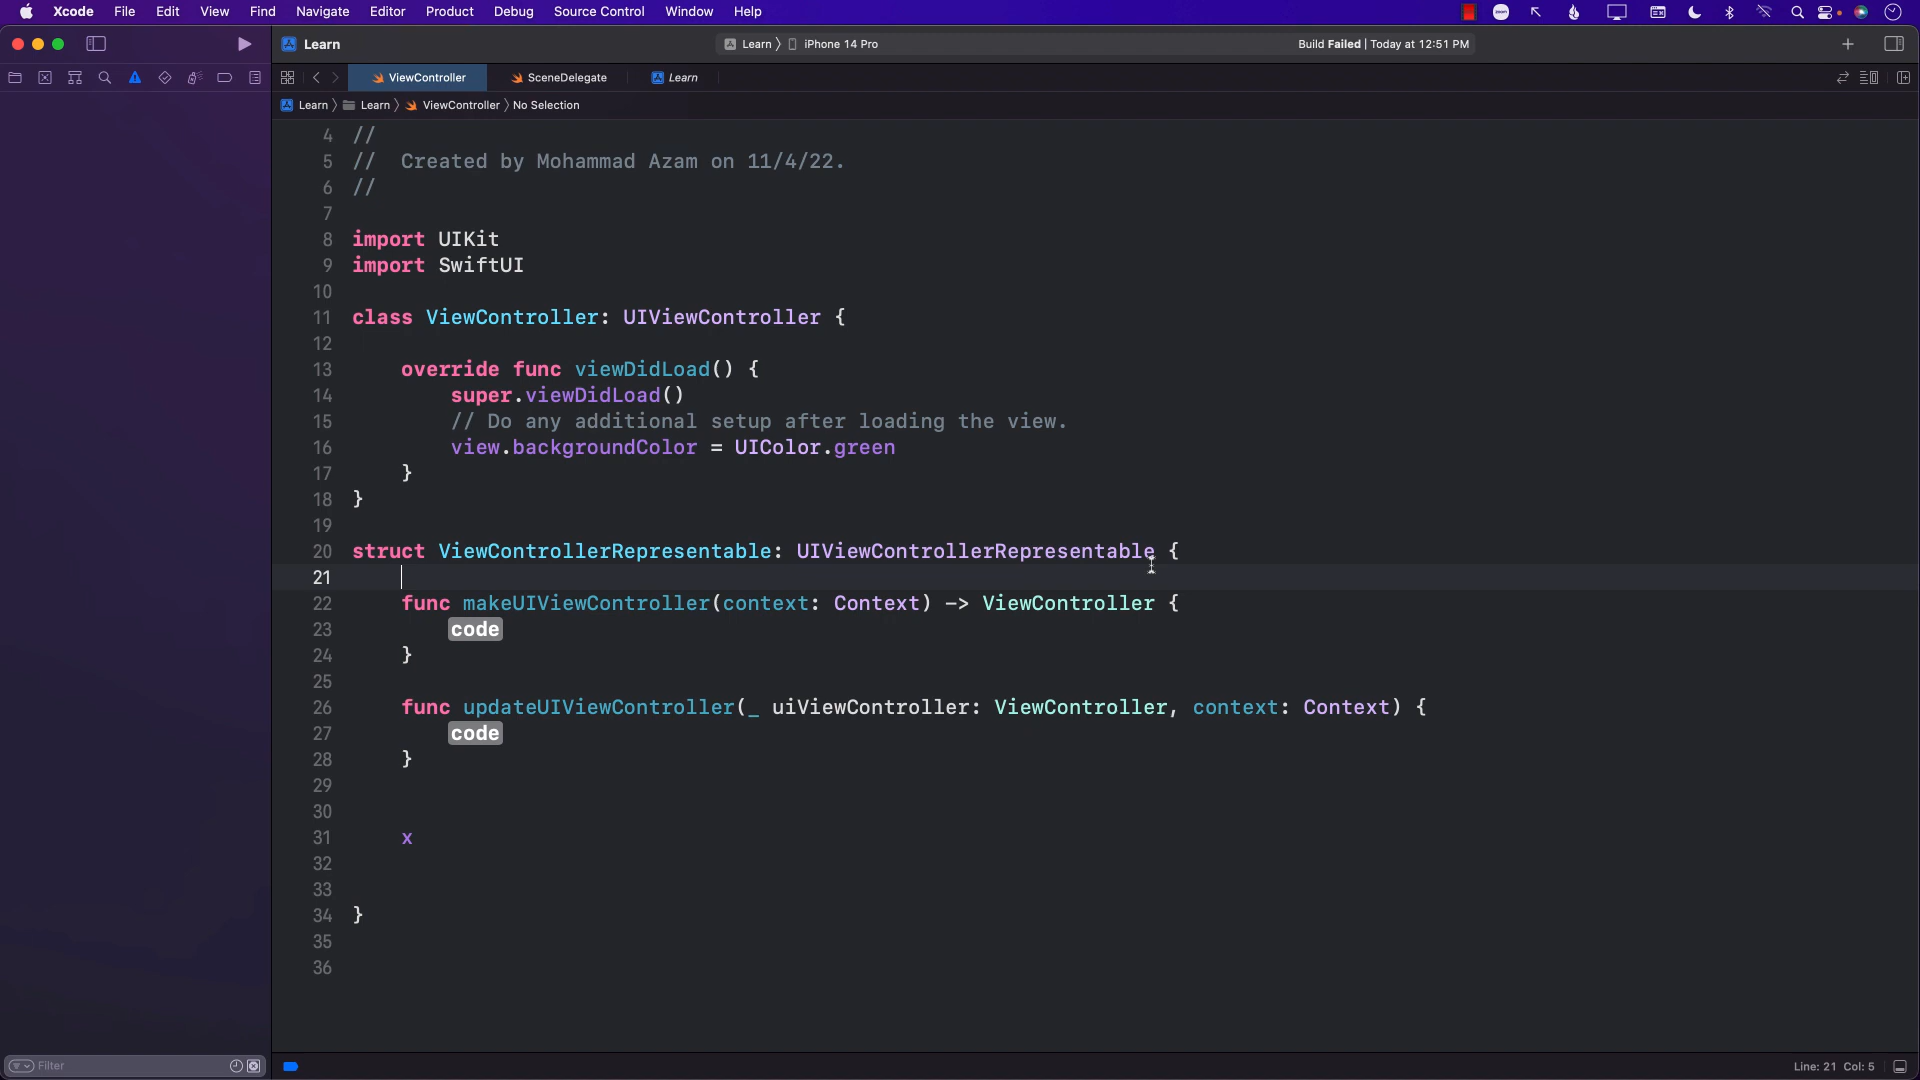 Xcode File Edit View Find Navigate Editor Product Debug Source Control Window Help
Learn
Learn 〉 iPhone 14 Pro
Build Failed | Today at 12:51 PM
ViewController
SceneDelegate
Learn
Learn 〉 Learn 〉 ViewController 〉 No Selection
4 //
5 //  Created by Mohammad Azam on 11/4/22.
6 //
7
8 import UIKit
9 import SwiftUI
10
11 class ViewController: UIViewController {
12
13     override func viewDidLoad() {
14         super.viewDidLoad()
15         // Do any additional setup after loading the view.
16         view.backgroundColor = UIColor.green
17     }
18 }
19
20 struct ViewControllerRepresentable: UIViewControllerRepresentable {
21
22     func makeUIViewController(context: Context) -> ViewController {
23         code
24     }
25
26     func updateUIViewController(_ uiViewController: ViewController, context: Context) {
27         code
28     }
29
30
31     x
32
33
34 }
35
36
Filter
Line: 21 Col: 5